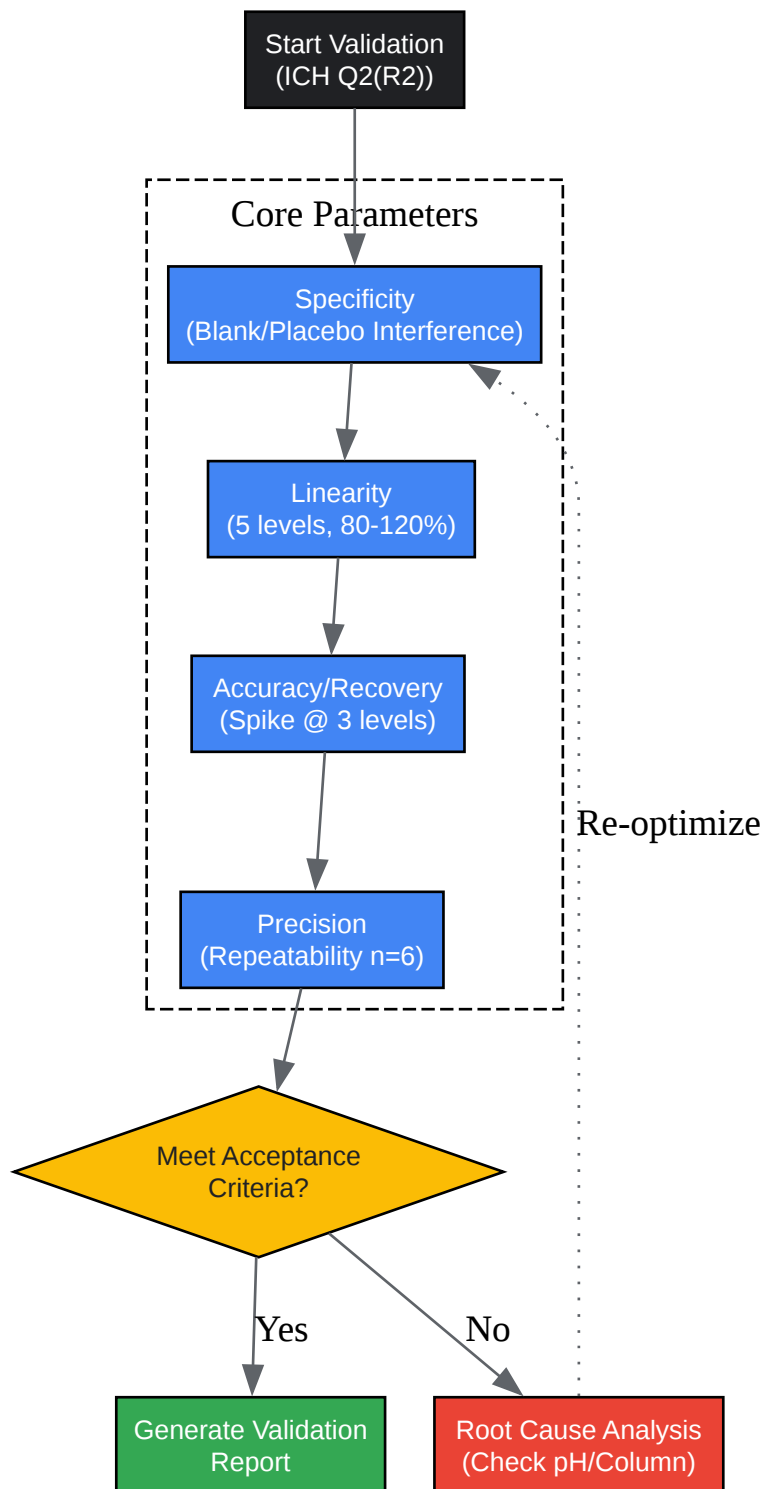 Start Validation
(ICH Q2(R2))
Core Parameters
Specificity
(Blank/Placebo Interference)
Linearity
(5 levels, 80-120%)
Accuracy/Recovery
(Spike @ 3 levels)
Re-optimize
Precision
(Repeatability n=6)
Meet Acceptance
Criteria?
Yes
No
Generate Validation
Report
Root Cause Analysis
(Check pH/Column)